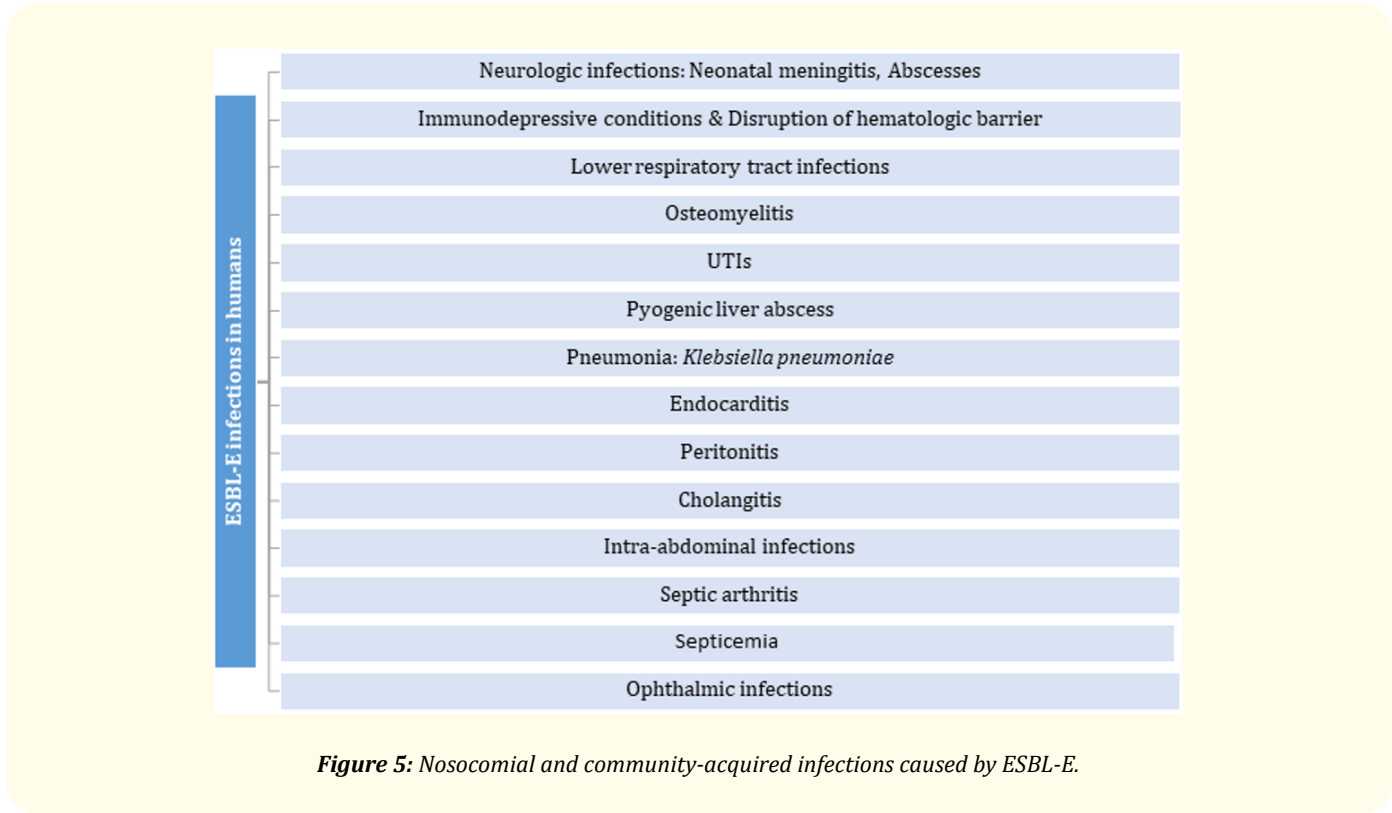 ESBL-E infections in humans
Neurologic infections: Neonatal meningitis, Abscesses
Immunodepressive conditions & Disruption of hematologic barrier
Lower respiratory tract infections
Osteomyelitis
UTIs
Pyogenic liver abscess
Pneumonia: Klebsiella pneumoniae
Endocarditis
Peritonitis
Cholangitis
Intra-abdominal infections
Septic arthritis
Septicemia
Ophthalmic infections
Figure 5: Nosocomial and community-acquired infections caused by ESBL-E.